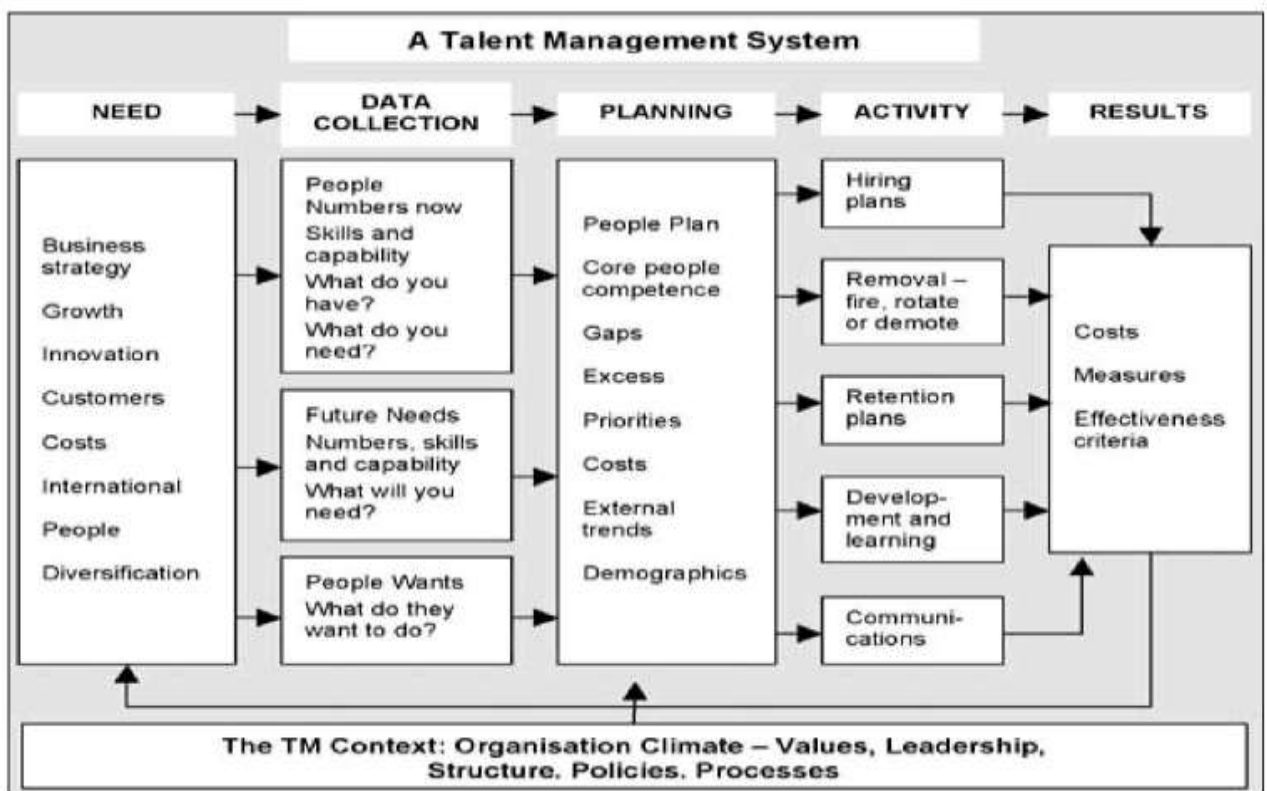 A Talent Management System
NEED
DATA
COLLECTION
PLANNING
ACTIVITY
RESULTS
Business
strategy
Growth
Innovation
Customers
Costs
International
People
Diversification
People
Numbers now
Skills and
capability
What do you
have?
What do you
need?
Future Needs
Numbers, skills
and capability
What will you
need?
People Wants
What do they
want to do?
People Plan
Core people
competence
Gaps
Excess
Priorities
Costs
External
trends
Demographics
Hiring
plans
Removal –
fire, rotate
or demote
Retention
plans
Develop-
ment and
learning
Communi-
cations
Costs
Measures
Effectiveness
criteria
The TM Context: Organisation Climate – Values, Leadership,
Structure. Policies. Processes